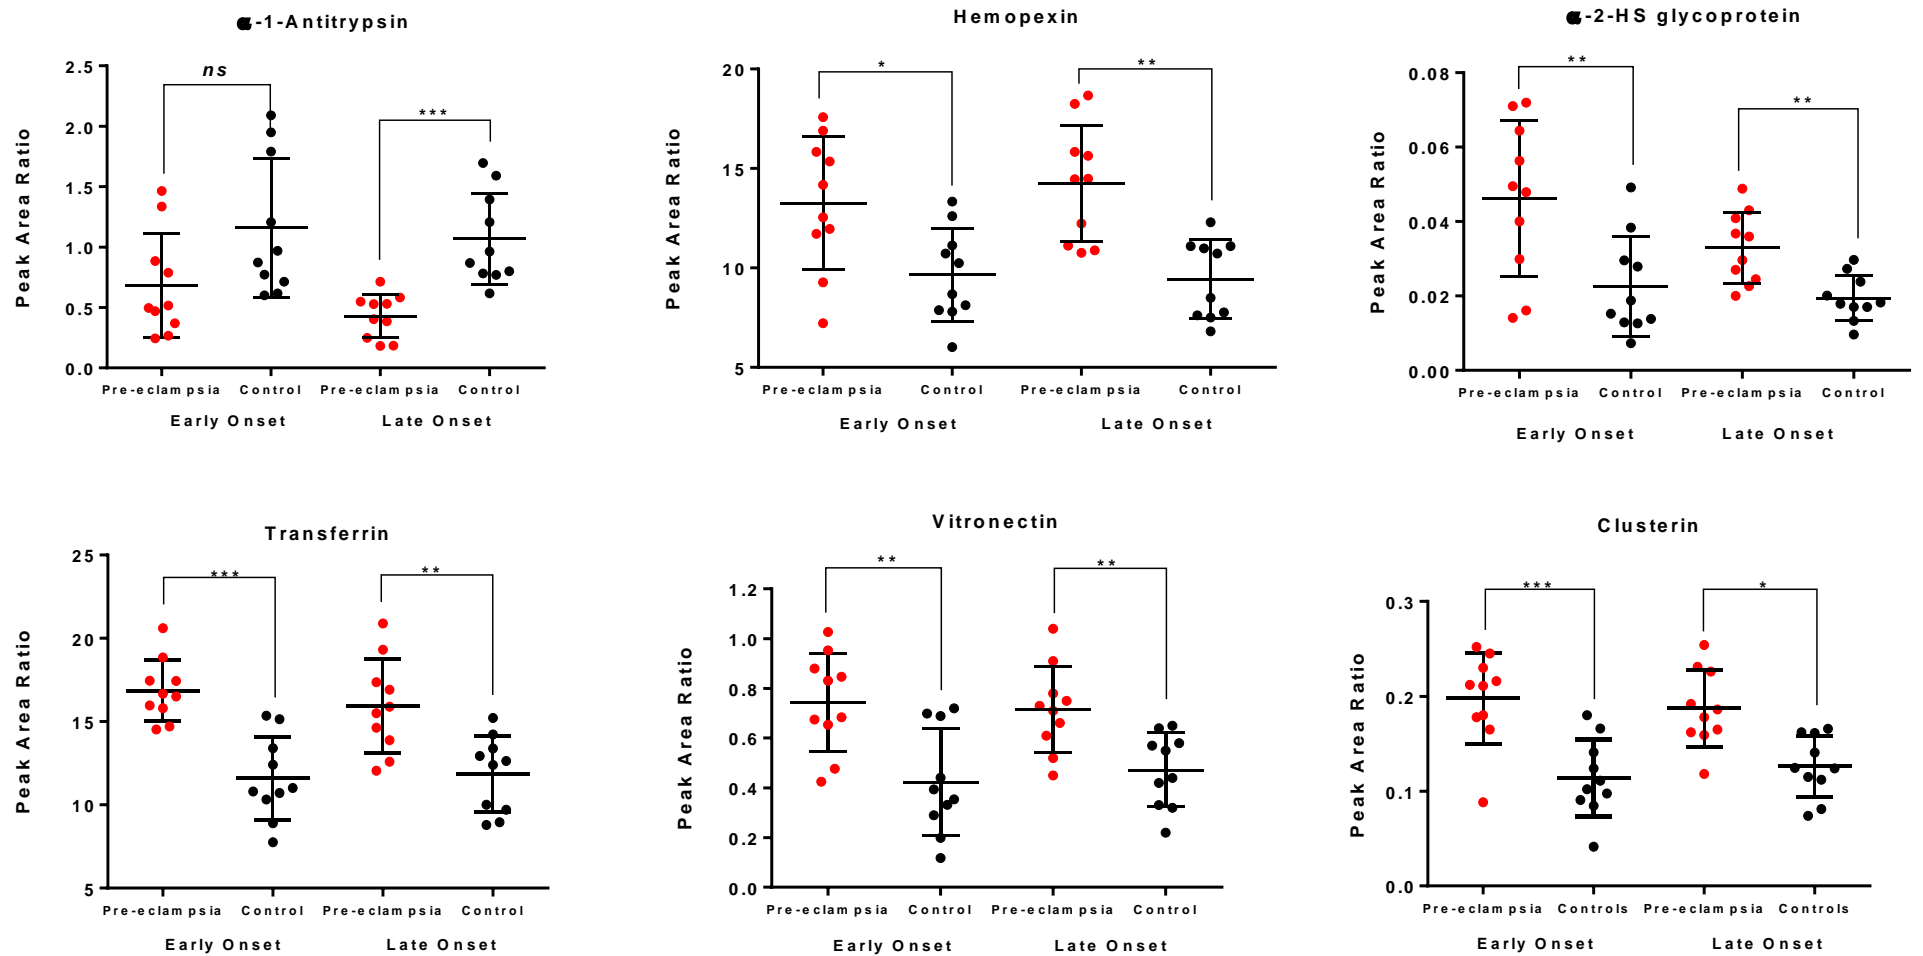 α-1-Antitrypsin
Peak Area Ratio
2.5
2.0
1.5
1.0
0.5
0.0
ns
***
Pre-eclampsia Control Pre-eclampsia Control
Early Onset Late Onset
Hemopexin
Peak Area Ratio
20
15
10
5
*
**
Pre-eclampsia Control Pre-eclampsia Control
Early Onset Late Onset
α-2-HS glycoprotein
Peak Area Ratio
0.08
0.06
0.04
0.02
0.00
**
**
Pre-eclampsia Control Pre-eclampsia Control
Early Onset Late Onset
Transferrin
Peak Area Ratio
25
20
15
10
5
***
**
Pre-eclampsia Control Pre-eclampsia Control
Early Onset Late Onset
Vitronectin
Peak Area Ratio
1.2
1.0
0.8
0.6
0.4
0.2
0.0
**
**
Pre-eclampsia Control Pre-eclampsia Control
Early Onset Late Onset
Clusterin
Peak Area Ratio
0.3
0.2
0.1
0.0
***
*
Pre-eclampsia Controls Pre-eclampsia Controls
Early Onset Late Onset